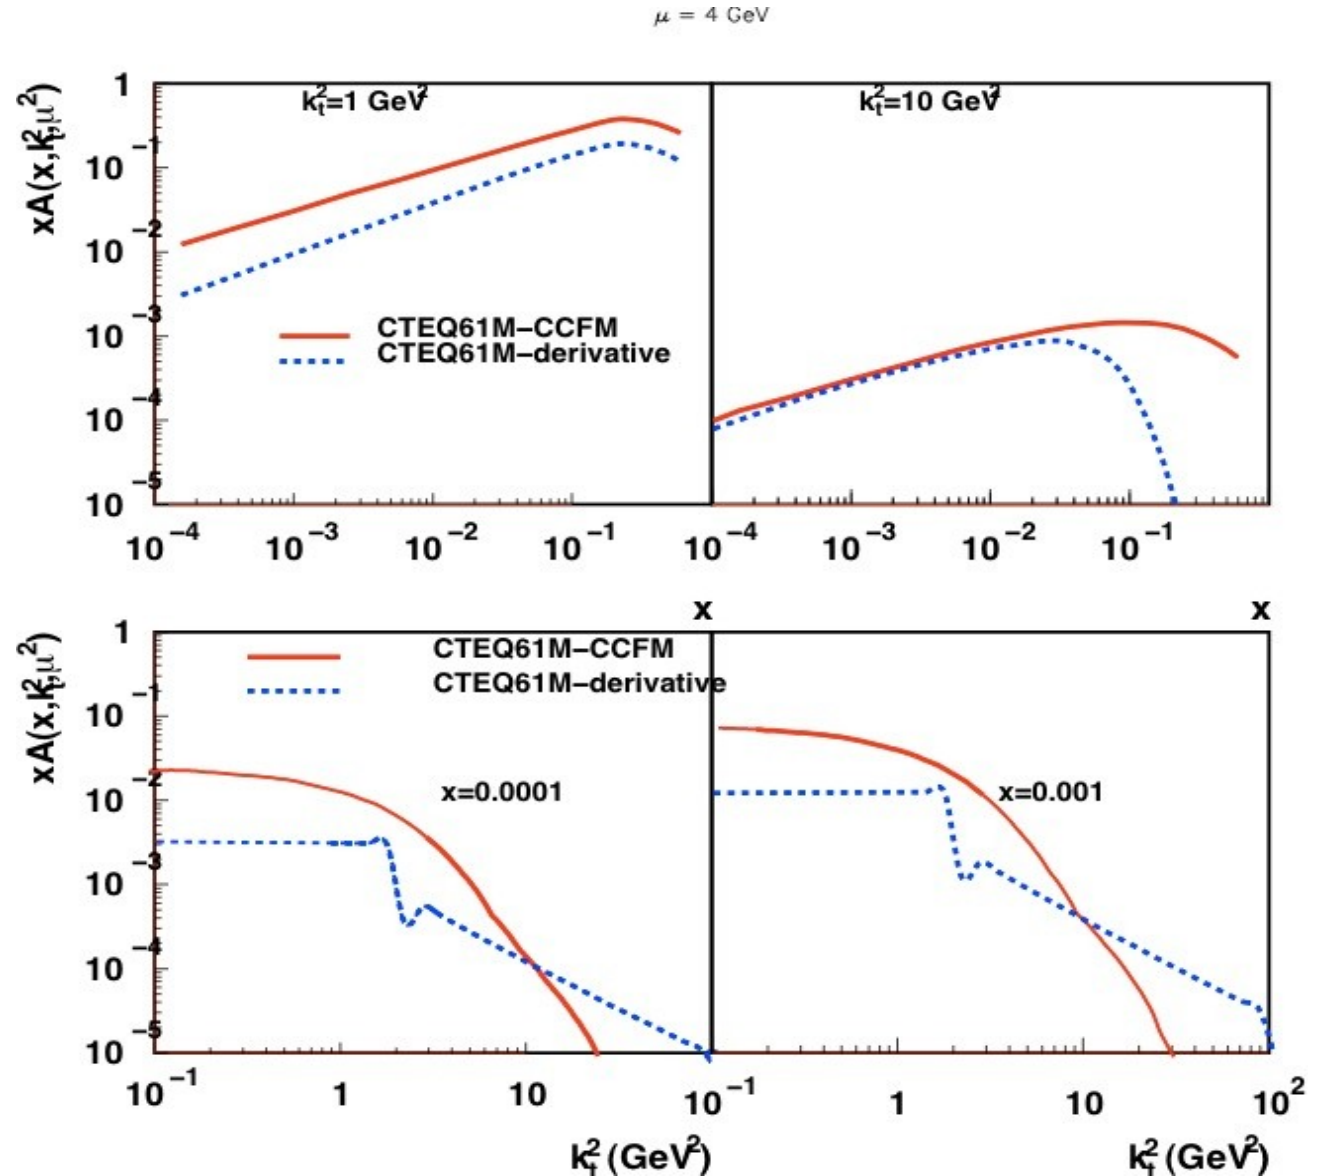 μ = 4 GeV
k_t^2=1 GeV^2
k_t^2=10 GeV^2
xA(x,k_t^2,μ^2)
1
10^−1
10^−2
10^−3
10^−4
10^−5
CTEQ61M−CCFM
CTEQ61M−derivative
10^−4 10^−3 10^−2 10^−1 10^−4 10^−3 10^−2 10^−1
x x
xA(x,k_t^2,μ^2)
1
10^−1
10^−2
10^−3
10^−4
10^−5
CTEQ61M−CCFM
CTEQ61M−derivative
x=0.0001
x=0.001
10^−1 1 10 10^−1 1 10 10^2
k_t^2 (GeV^2) k_t^2 (GeV^2)